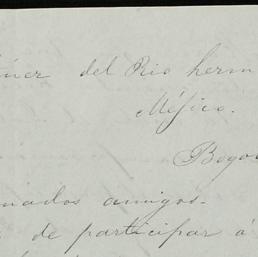 del Rio herm
Méjico.
Bogo
mados amigos.
de participar á